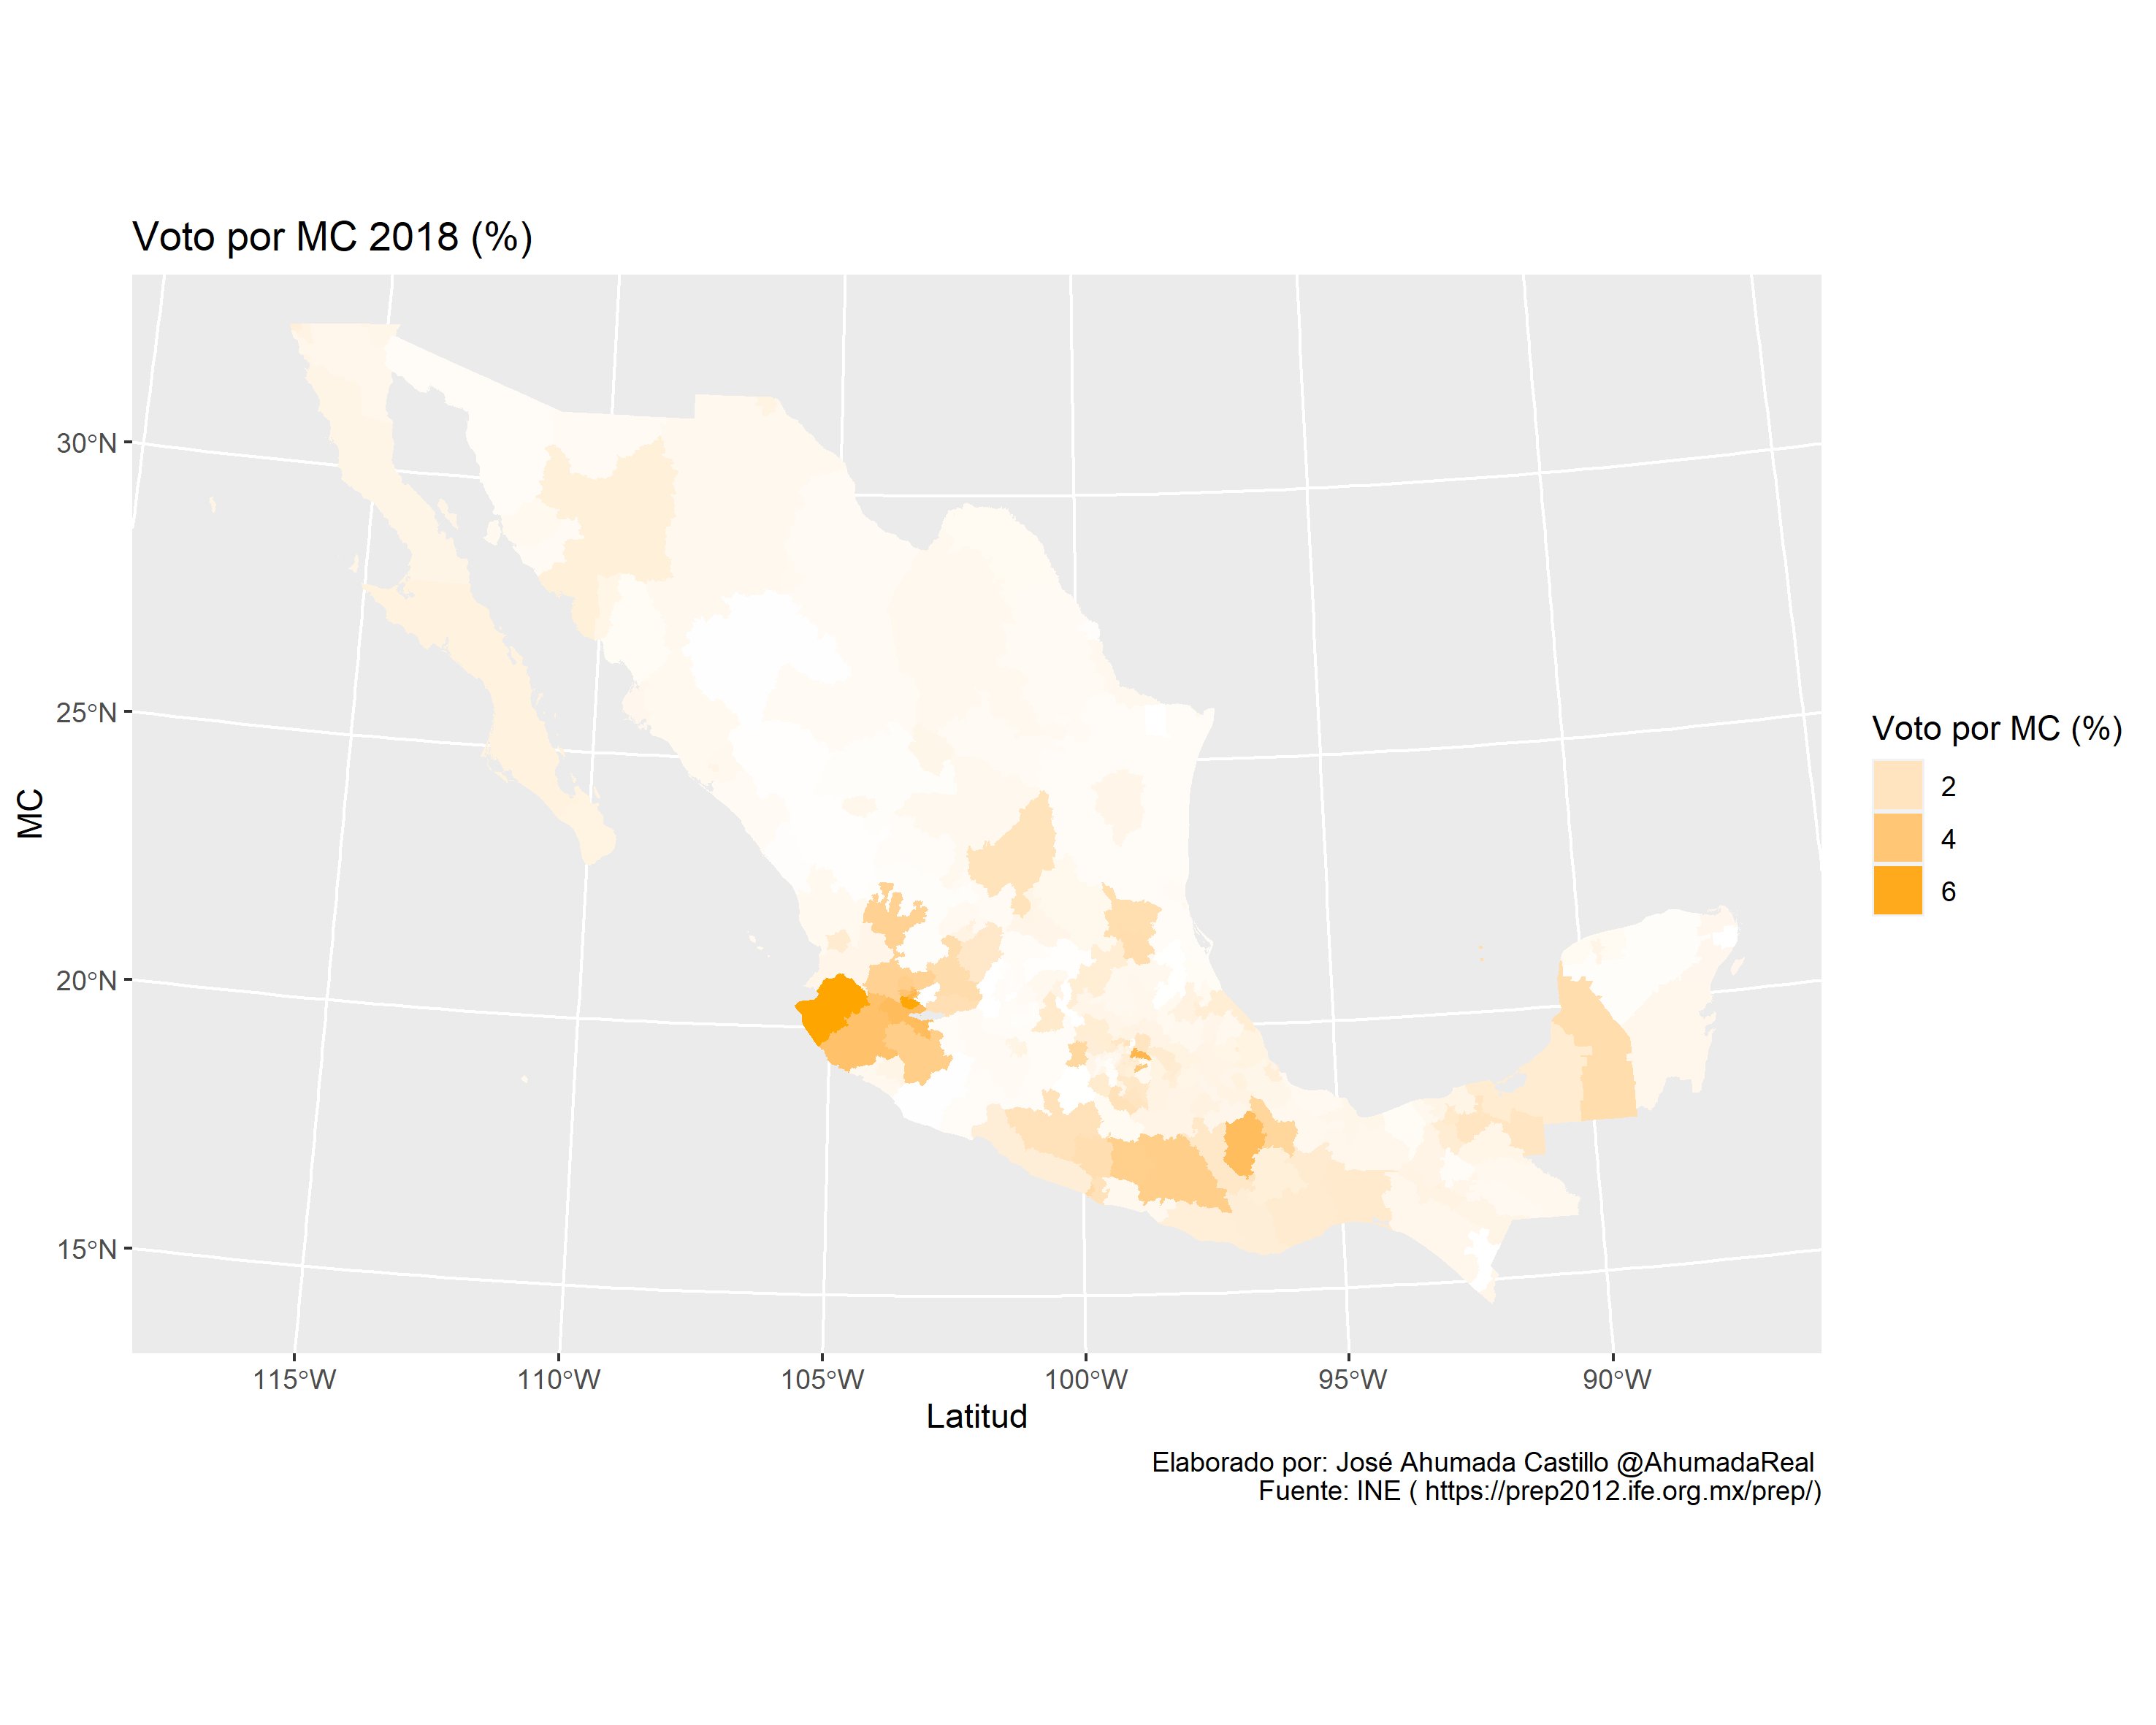 Voto por MC 2018 (%)
30°N
25°N
20°N
15°N
MC
115°W
110°W
105°W
100°W
95°W
90°W
Latitud
Voto por MC (%)
2
4
6
Elaborado por: José Ahumada Castillo @AhumadaReal
Fuente: INE ( https://prep2012.ife.org.mx/prep/)